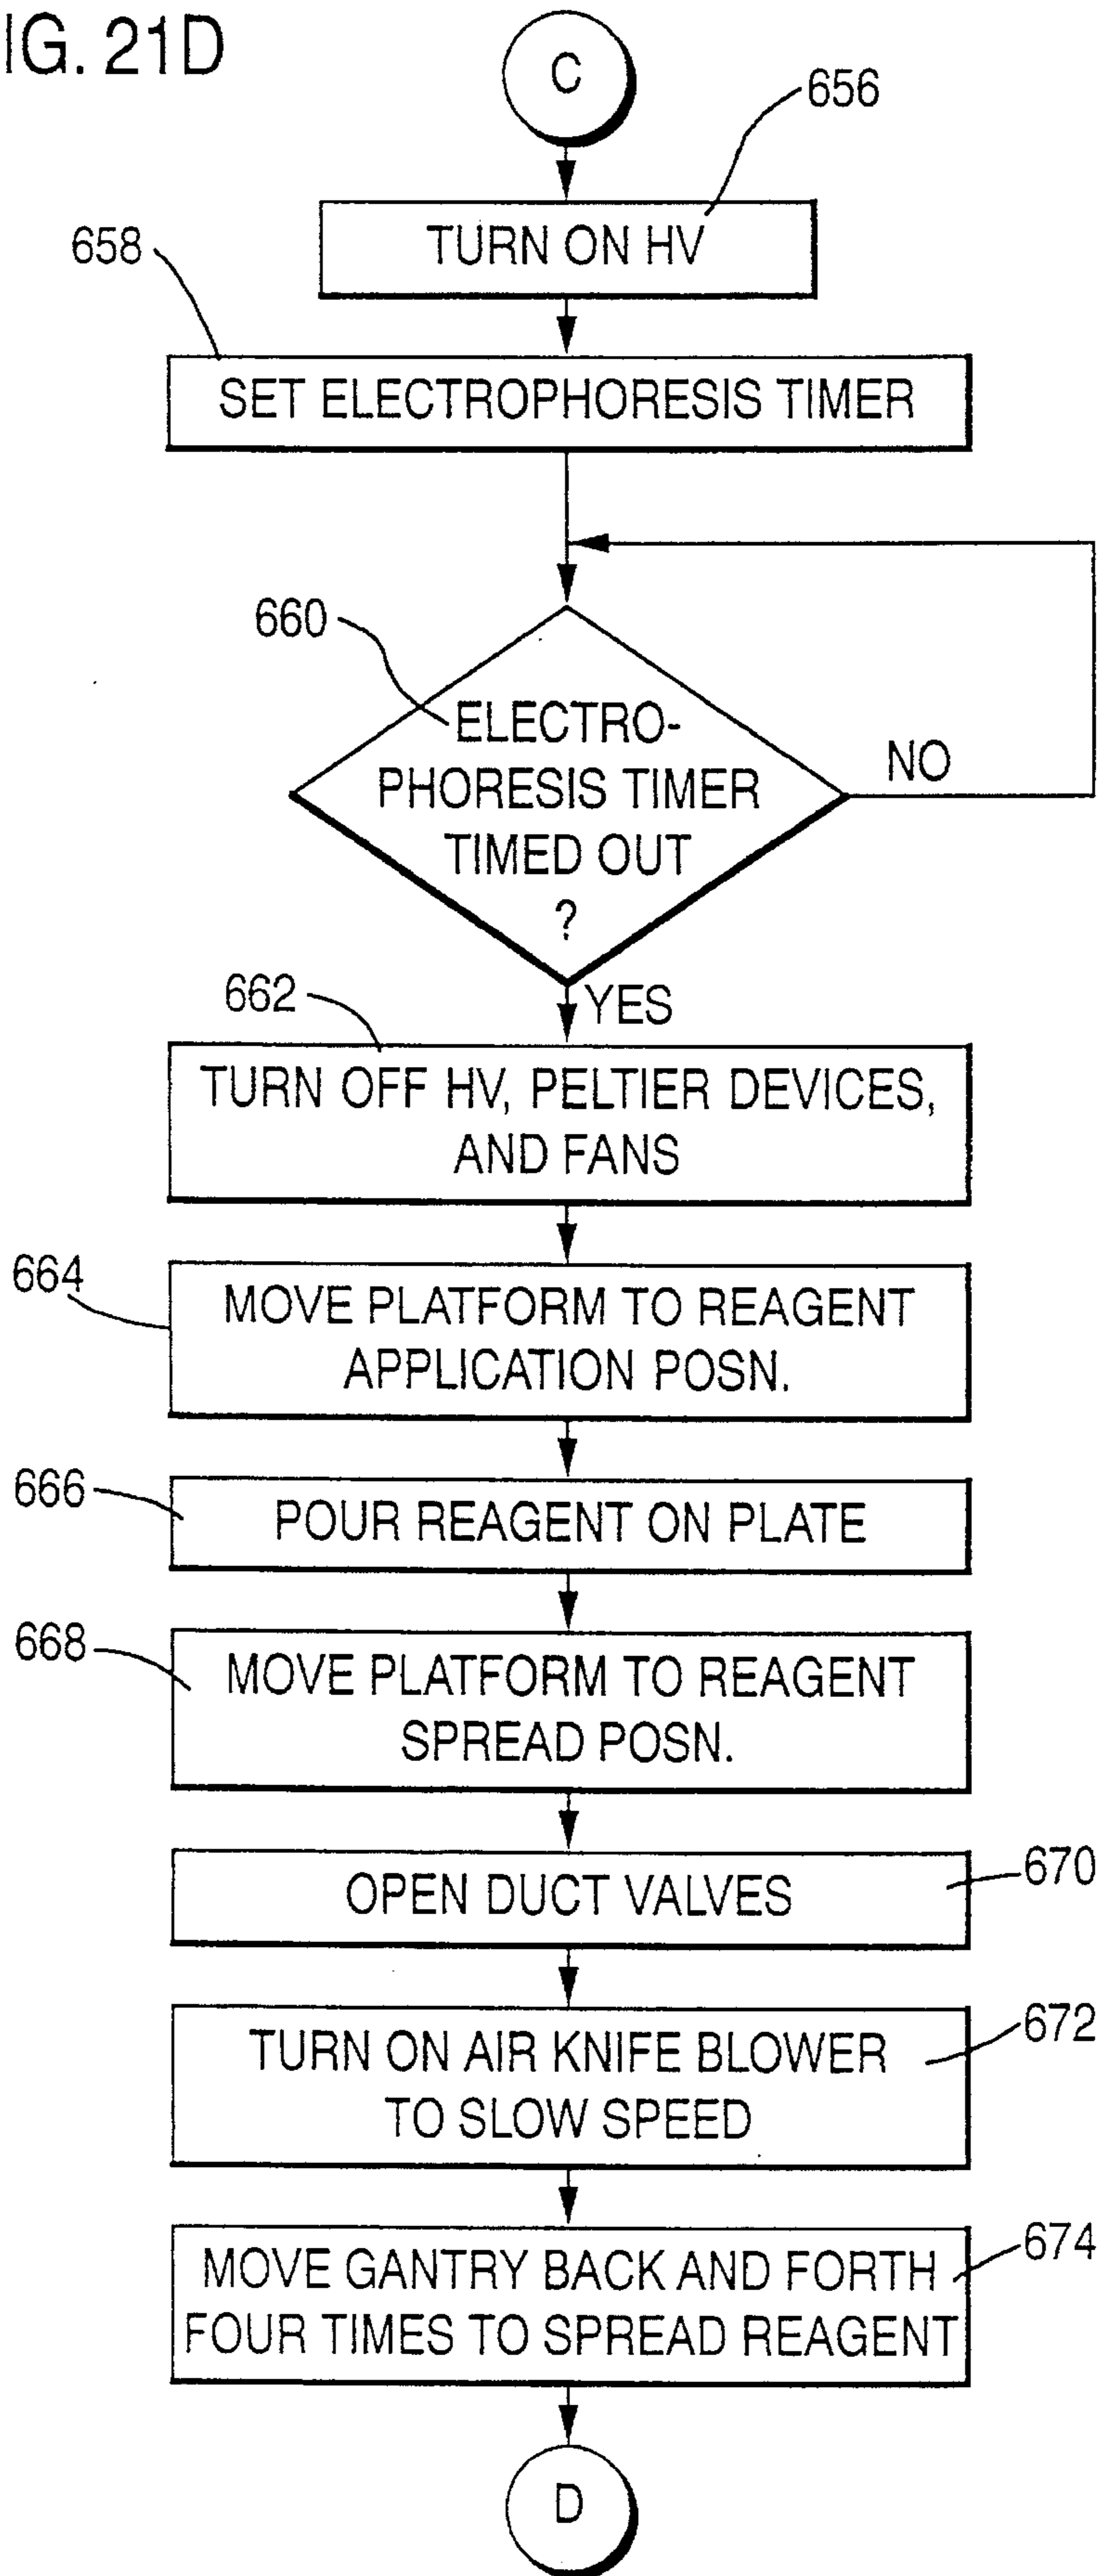 IG. 21D
C
656
TURN ON HV
658
SET ELECTROPHORESIS TIMER
660
ELECTRO-
PHORESIS TIMER
TIMED OUT
?
NO
YES
662
TURN OFF HV, PELTIER DEVICES,
AND FANS
664
MOVE PLATFORM TO REAGENT
APPLICATION POSN.
666
POUR REAGENT ON PLATE
668
MOVE PLATFORM TO REAGENT
SPREAD POSN.
670
OPEN DUCT VALVES
672
TURN ON AIR KNIFE BLOWER
TO SLOW SPEED
674
MOVE GANTRY BACK AND FORTH
FOUR TIMES TO SPREAD REAGENT
D